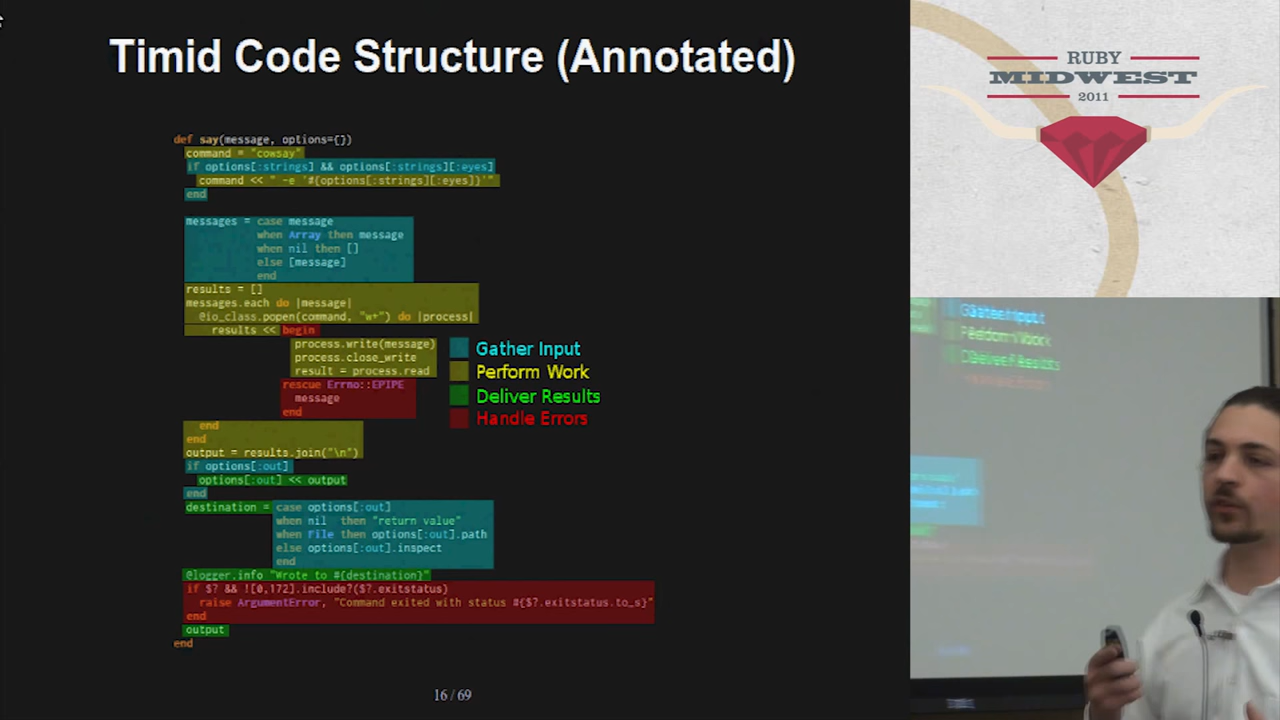 Timid Code Structure (Annotated)
def say(message, options={})
command = "cowsay"
if options[:strings] && options[:strings][:eyes]
command << " -e '#{options[:strings][:eyes]}'"
end
messages = case message
when Array then message
when nil then []
else [message]
end
results = []
messages.each do |message|
@io_class.popen(command, "w+") do |process|
results << begin
process.write(message)
process.close_write
result = process.read
rescue Errno::EPIPE
message
end
end
end
output = results.join("\n")
if options[:out]
options[:out] << output
end
destination = case options[:out]
when nil then "return value"
when File then options[:out].path
else options[:out].inspect
end
@logger.info "Wrote to #{destination}"
if $? && ![0,172].include?($?.exitstatus)
raise ArgumentError, "Command exited with status #{$?.exitstatus.to_s}"
end
output
end
Gather Input
Perform Work
Deliver Results
Handle Errors
16 / 69
RUBY
MIDWEST
2011